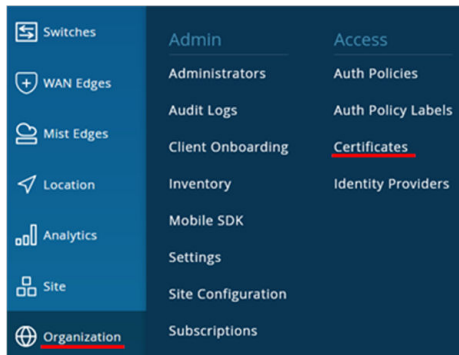 Switches
WAN Edges
Mist Edges
Location
Analytics
Site
Organization
Admin
Administrators
Audit Logs
Client Onboarding
Inventory
Mobile SDK
Settings
Site Configuration
Subscriptions
Access
Auth Policies
Auth Policy Labels
Certificates
Identity Providers